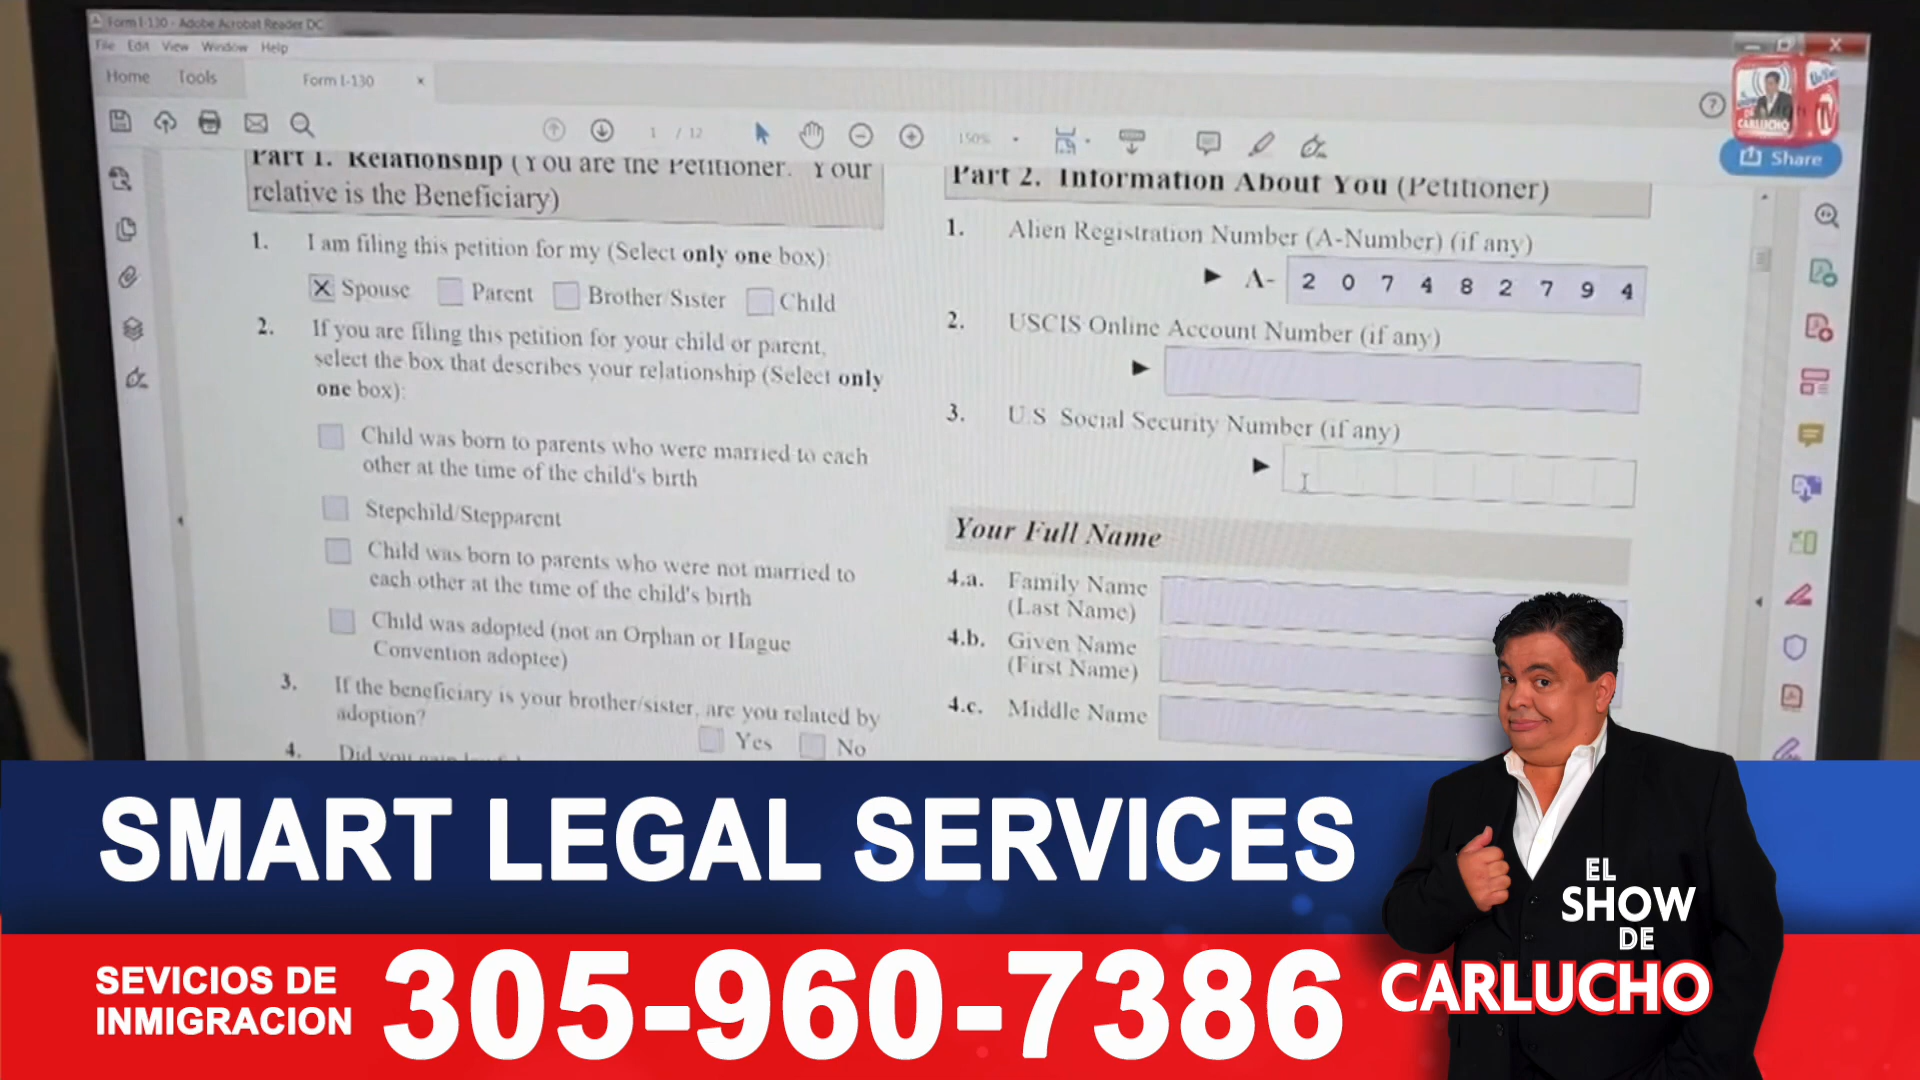 Form I-130 - Adobe Acrobat Reader DC
File Edit View Window Help
Home Tools Form I-130
1 / 12 150%
Share
EL SHOW DE CARLUCHO
Part 1. Relationship (You are the Petitioner. Your
relative is the Beneficiary)
1. I am filing this petition for my (Select only one box):
Spouse Parent Brother/Sister Child
2. If you are filing this petition for your child or parent,
select the box that describes your relationship (Select only
one box):
Child was born to parents who were married to each
other at the time of the child's birth
Stepchild/Stepparent
Child was born to parents who were not married to
each other at the time of the child's birth
Child was adopted (not an Orphan or Hague
Convention adoptee)
3. If the beneficiary is your brother/sister, are you related by
adoption?
Yes No
4. Did you gain
Part 2. Information About You (Petitioner)
1. Alien Registration Number (A-Number) (if any)
A- 2 0 7 4 8 2 7 9 4
2. USCIS Online Account Number (if any)
3. U.S. Social Security Number (if any)
Your Full Name
4.a. Family Name
(Last Name)
4.b. Given Name
(First Name)
4.c. Middle Name
SMART LEGAL SERVICES
SEVICIOS DE
INMIGRACION
305-960-7386
EL
SHOW
DE
CARLUCHO